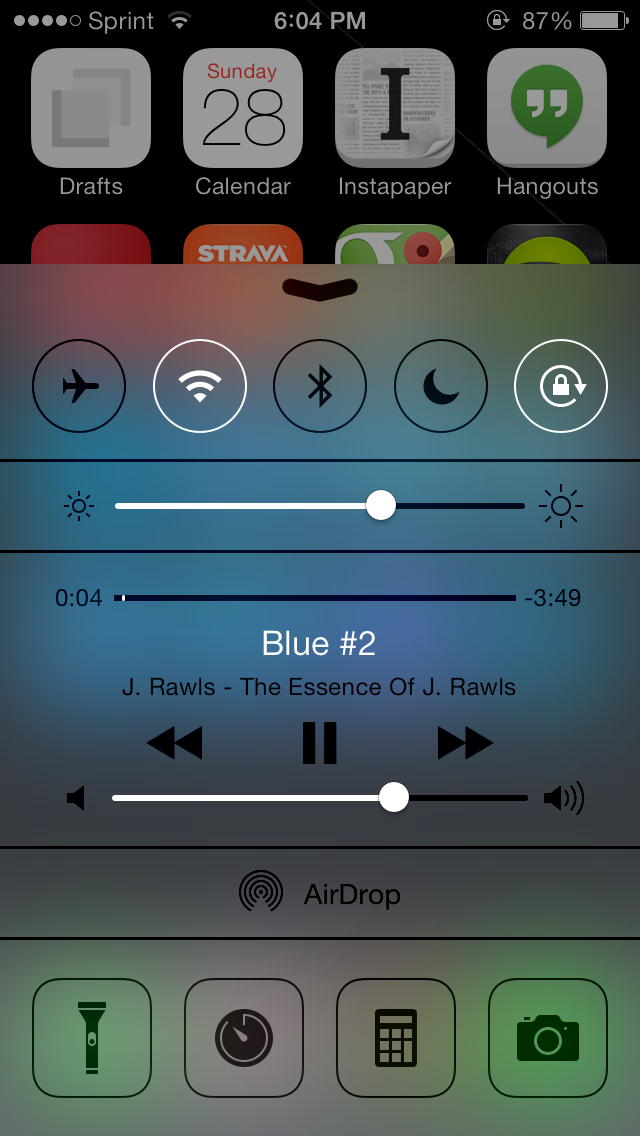 Sprint 6:04 PM 87%
Sunday
28
I
Drafts Calendar Instapaper Hangouts
STRAVA
0:04 -3:49
Blue #2
J. Rawls - The Essence Of J. Rawls
AirDrop